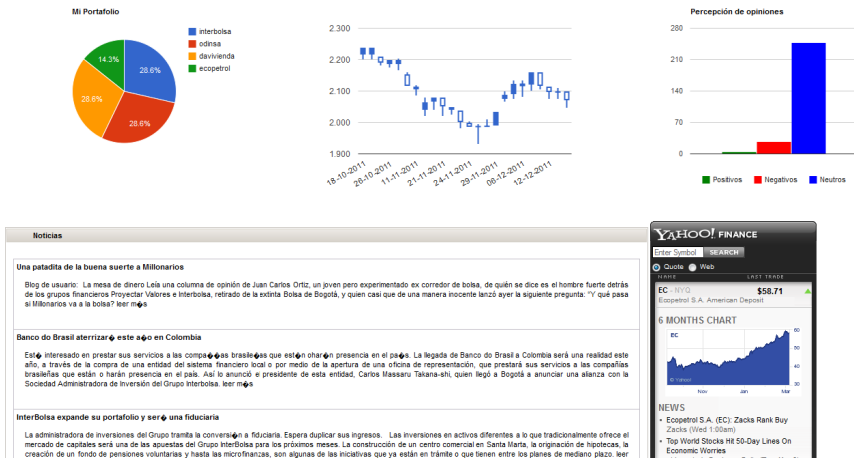 Mi Portafolio
interbolsa
odinsa
davivienda
ecopetrol
14.3%
28.6%
28.6%
28.6%
2.300
2.200
2.100
2.000
1.900
18-10-2011
26-10-2011
11-11-2011
21-11-2011
24-11-2011
29-11-2011
06-12-2011
12-12-2011
Percepción de opiniones
280
210
140
70
0
Positivos
Negativos
Neutros
Noticias
Una patadita de la buena suerte a Millonarios
Blog de usuario: La mesa de dinero Leía una columna de opinión de Juan Carlos Ortiz, un joven pero experimentado ex corredor de bolsa, de quién se dice es el hombre fuerte detrás
de los grupos financieros Proyectar Valores e Interbolsa, retirado de la extinta Bolsa de Bogotá, y quien casi que de una manera inocente lanzó ayer la siguiente pregunta: "Y qué pasa
si Millonarios va a la bolsa? leer m�s
Banco do Brasil aterrizar� este a�o en Colombia
Est� interesado en prestar sus servicios a las compa��as brasile�as que est�n ohar�n presencia en el pa�s. La llegada de Banco do Brasil a Colombia será una realidad este
año, a través de la compra de una entidad del sistema financiero local o por medio de la apertura de una oficina de representación, que prestará sus servicios a las compañías
brasileñas que están o harán presencia en el país. Así lo anunció el presidente de esta entidad, Carlos Massaru Takana-shi, quien llegó a Bogotá a anunciar una alianza con la
Sociedad Administradora de Inversión del Grupo Interbolsa. leer m�s
InterBolsa expande su portafolio y ser� una fiduciaria
La administradora de inversiones del Grupo tramita la conversi�n a fiduciaria. Espera duplicar sus ingresos. Las inversiones en activos diferentes a lo que tradicionalmente ofrece el
mercado de capitales será una de las apuestas del Grupo InterBolsa para los próximos meses. La construcción de un centro comercial en Santa Marta, la originación de hipotecas, la
creación de un fondo de pensiones voluntarias y hasta las microfinanzas, son algunas de las iniciativas que ya están en trámite o que tienen entre los planes de mediano plazo. leer
YAHOO! FINANCE
Enter Symbol
SEARCH
Quote
Web
NAME
LAST TRADE
EC - NYQ
$58.71
Ecopetrol S.A. American Deposit
6 MONTHS CHART
EC
60
50
40
30
© Yahoo!
Nov
Jan
Mar
NEWS
Ecopetrol S.A. (EC): Zacks Rank Buy
Zacks (Wed 1:00am)
Top World Stocks Hit 50-Day Lines On
Economic Worries